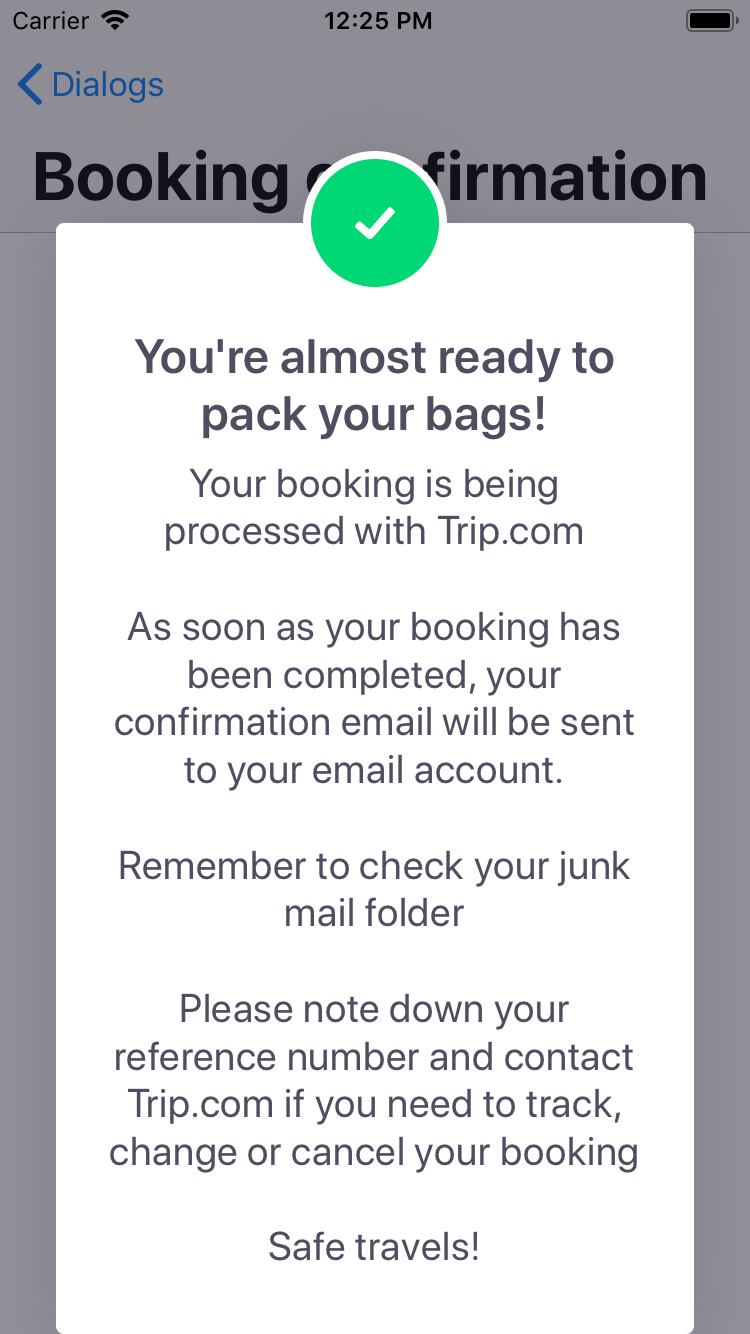 Carrier 12:25 PM
Dialogs
Booking confirmation
You're almost ready to
pack your bags!
Your booking is being
processed with Trip.com
As soon as your booking has
been completed, your
confirmation email will be sent
to your email account.
Remember to check your junk
mail folder
Please note down your
reference number and contact
Trip.com if you need to track,
change or cancel your booking
Safe travels!